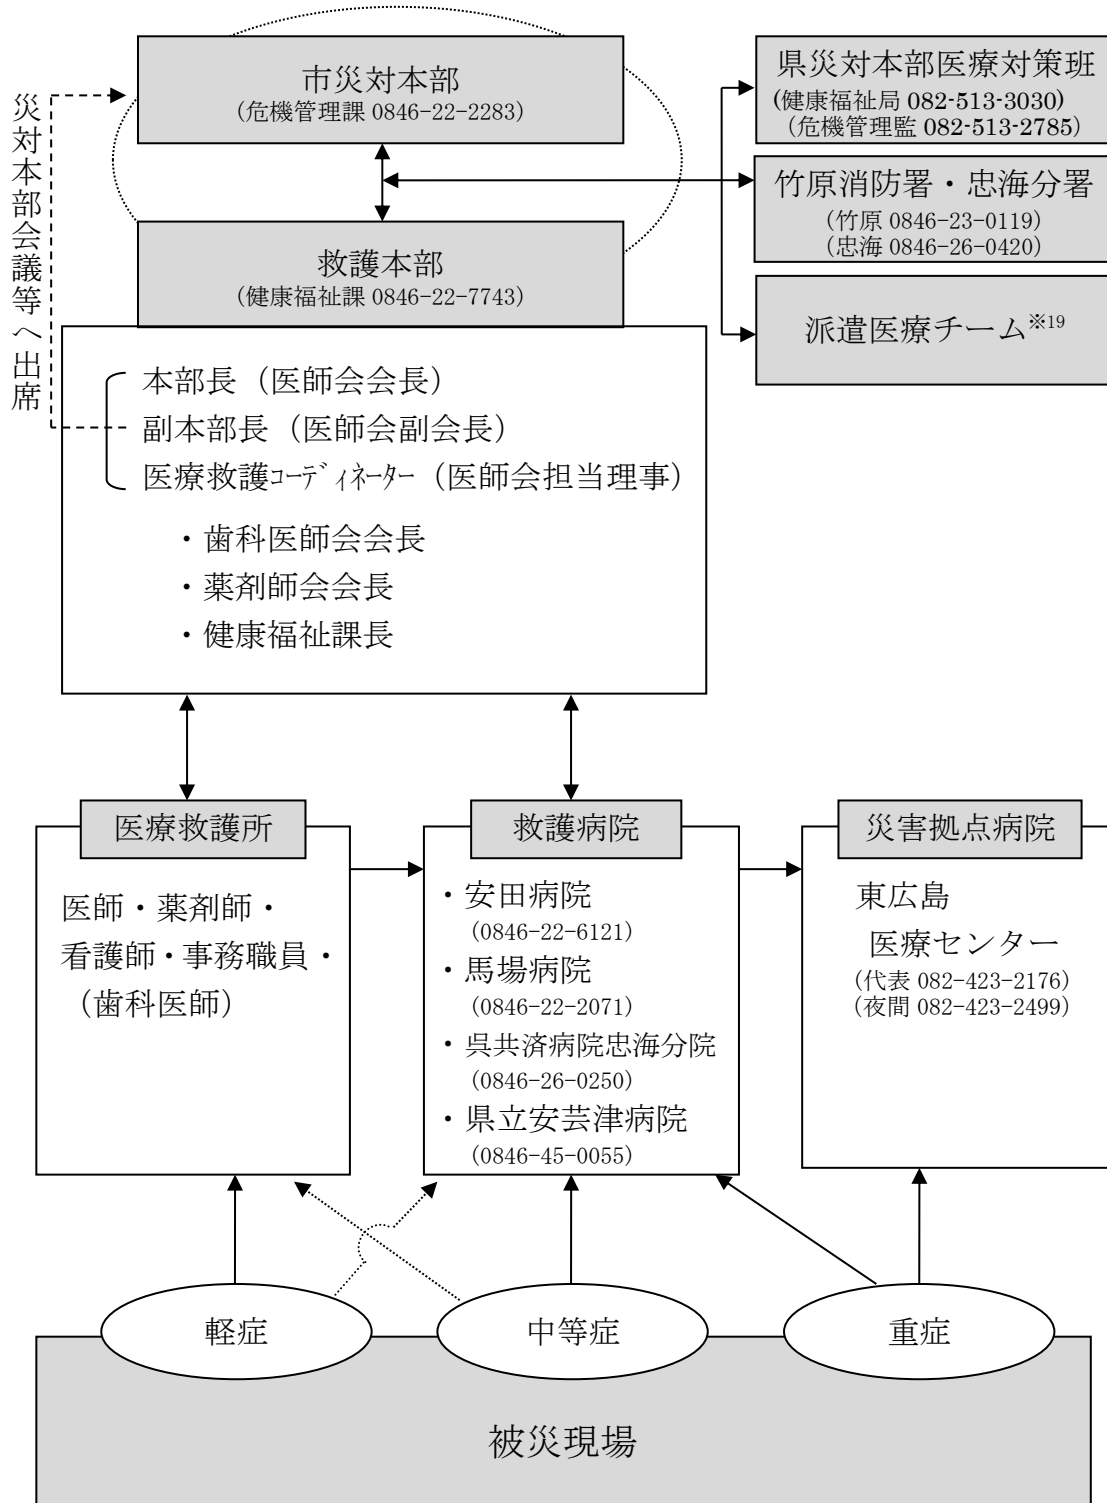 市災対本部
（危機管理課 0846-22-2283）
県災対本部医療対策班
（健康福祉局 082-513-3030）
（危機管理監 082-513-2785）
竹原消防署・忠海分署
（竹原 0846-23-0119）
（忠海 0846-26-0420）
派遣医療チーム※19
災対本部会議等へ出席
救護本部
（健康福祉課 0846-22-7743）
本部長（医師会会長）
副本部長（医師会副会長）
医療救護ｺｰﾃﾞｨﾈｰﾀｰ（医師会担当理事）
・歯科医師会会長
・薬剤師会会長
・健康福祉課長
医療救護所
医師・薬剤師・
看護師・事務職員・
（歯科医師）
救護病院
・安田病院
（0846-22-6121）
・馬場病院
（0846-22-2071）
・呉共済病院忠海分院
（0846-26-0250）
・県立安芸津病院
（0846-45-0055）
災害拠点病院
東広島
医療センター
（代表 082-423-2176）
（夜間 082-423-2499）
軽症
中等症
重症
被災現場